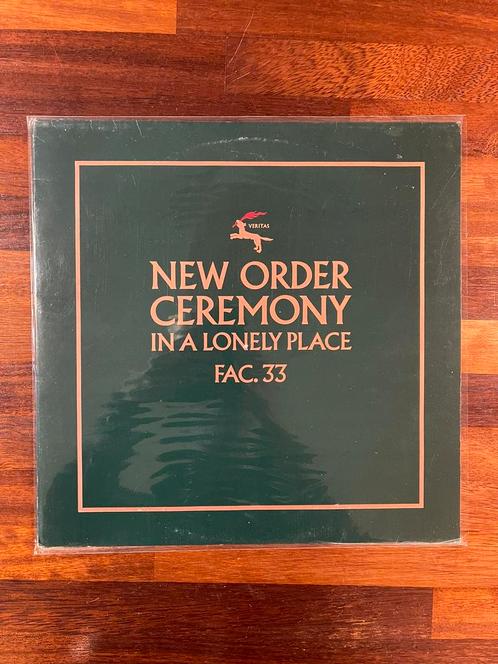 VERITAS
NEW ORDER
CEREMONY
IN A LONELY PLACE
FAC. 33